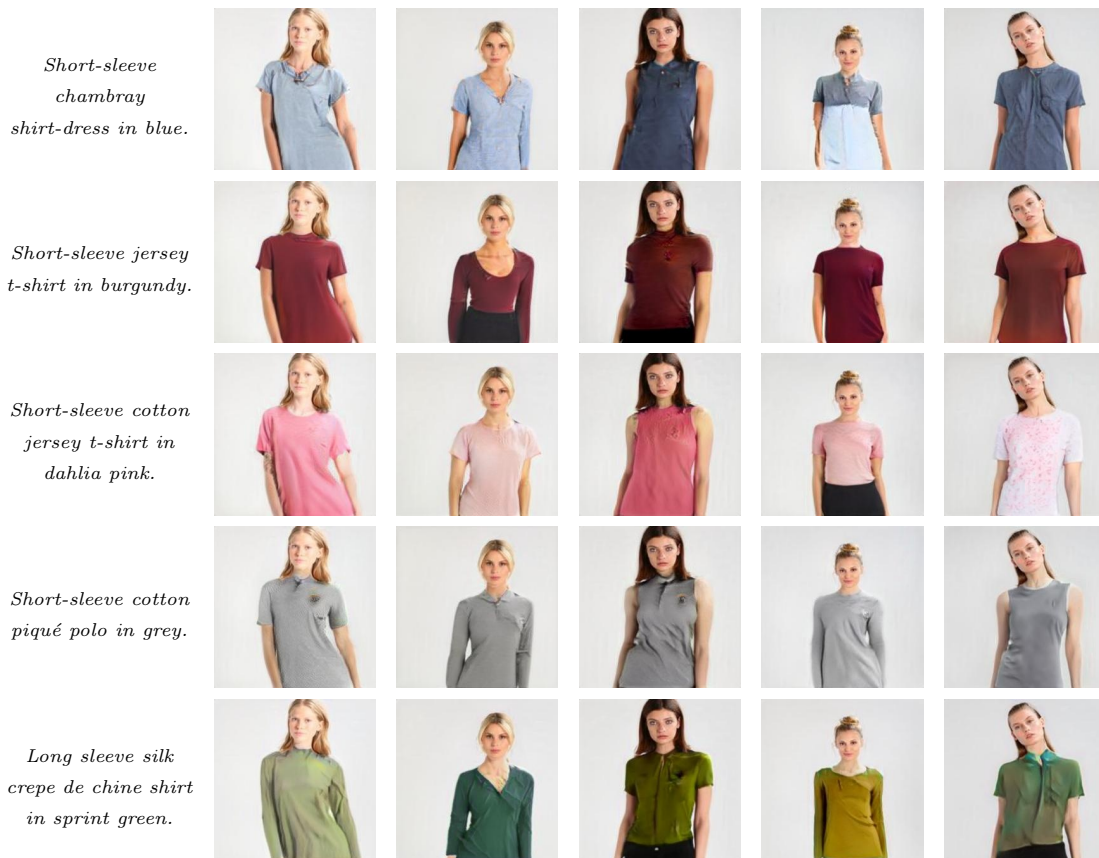 Short-sleeve
chambray
shirt-dress in blue.
Short-sleeve jersey
t-shirt in burgundy.
Short-sleeve cotton
jersey t-shirt in
dahlia pink.
Short-sleeve cotton
piqué polo in grey.
Long sleeve silk
crepe de chine shirt
in sprint green.